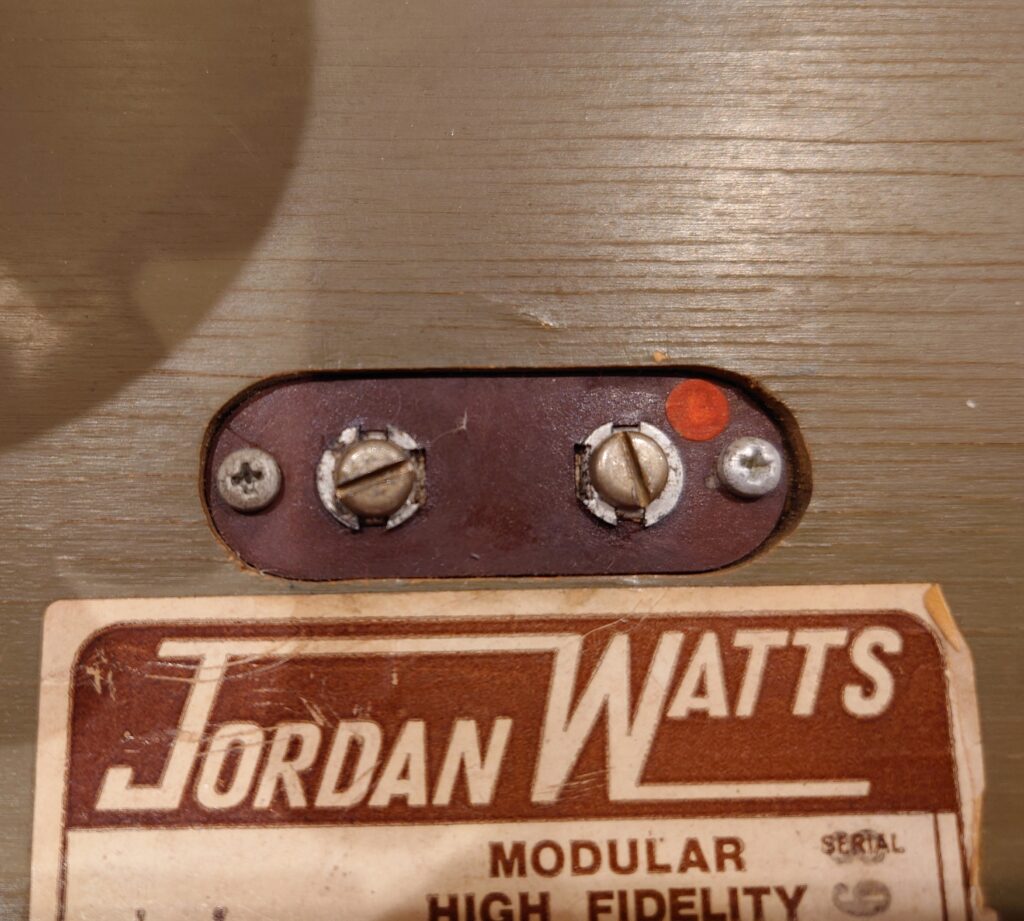 JORDAN WATTS
MODULAR
SERIAL
HIGH FIDELITY